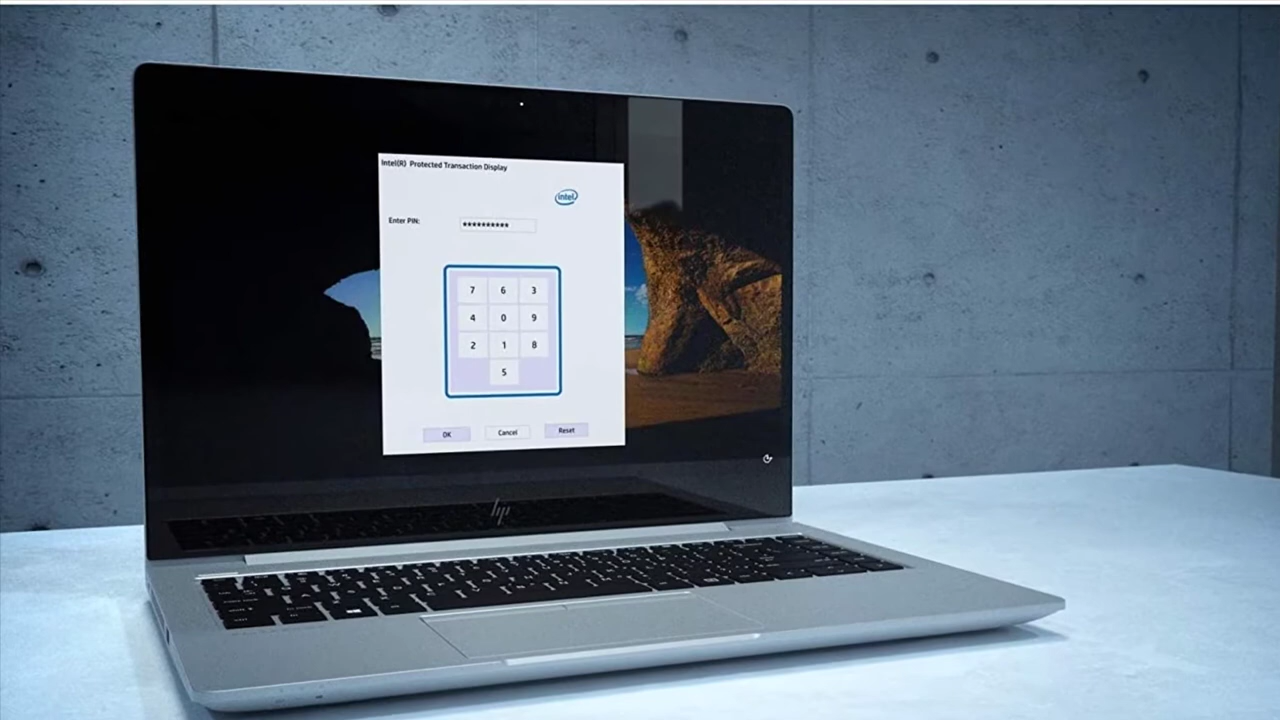 Intel(R) Protected Transaction Display
intel
Enter PIN:
**********
7 6 3
4 0 9
2 1 8
5
OK Cancel Reset
hp